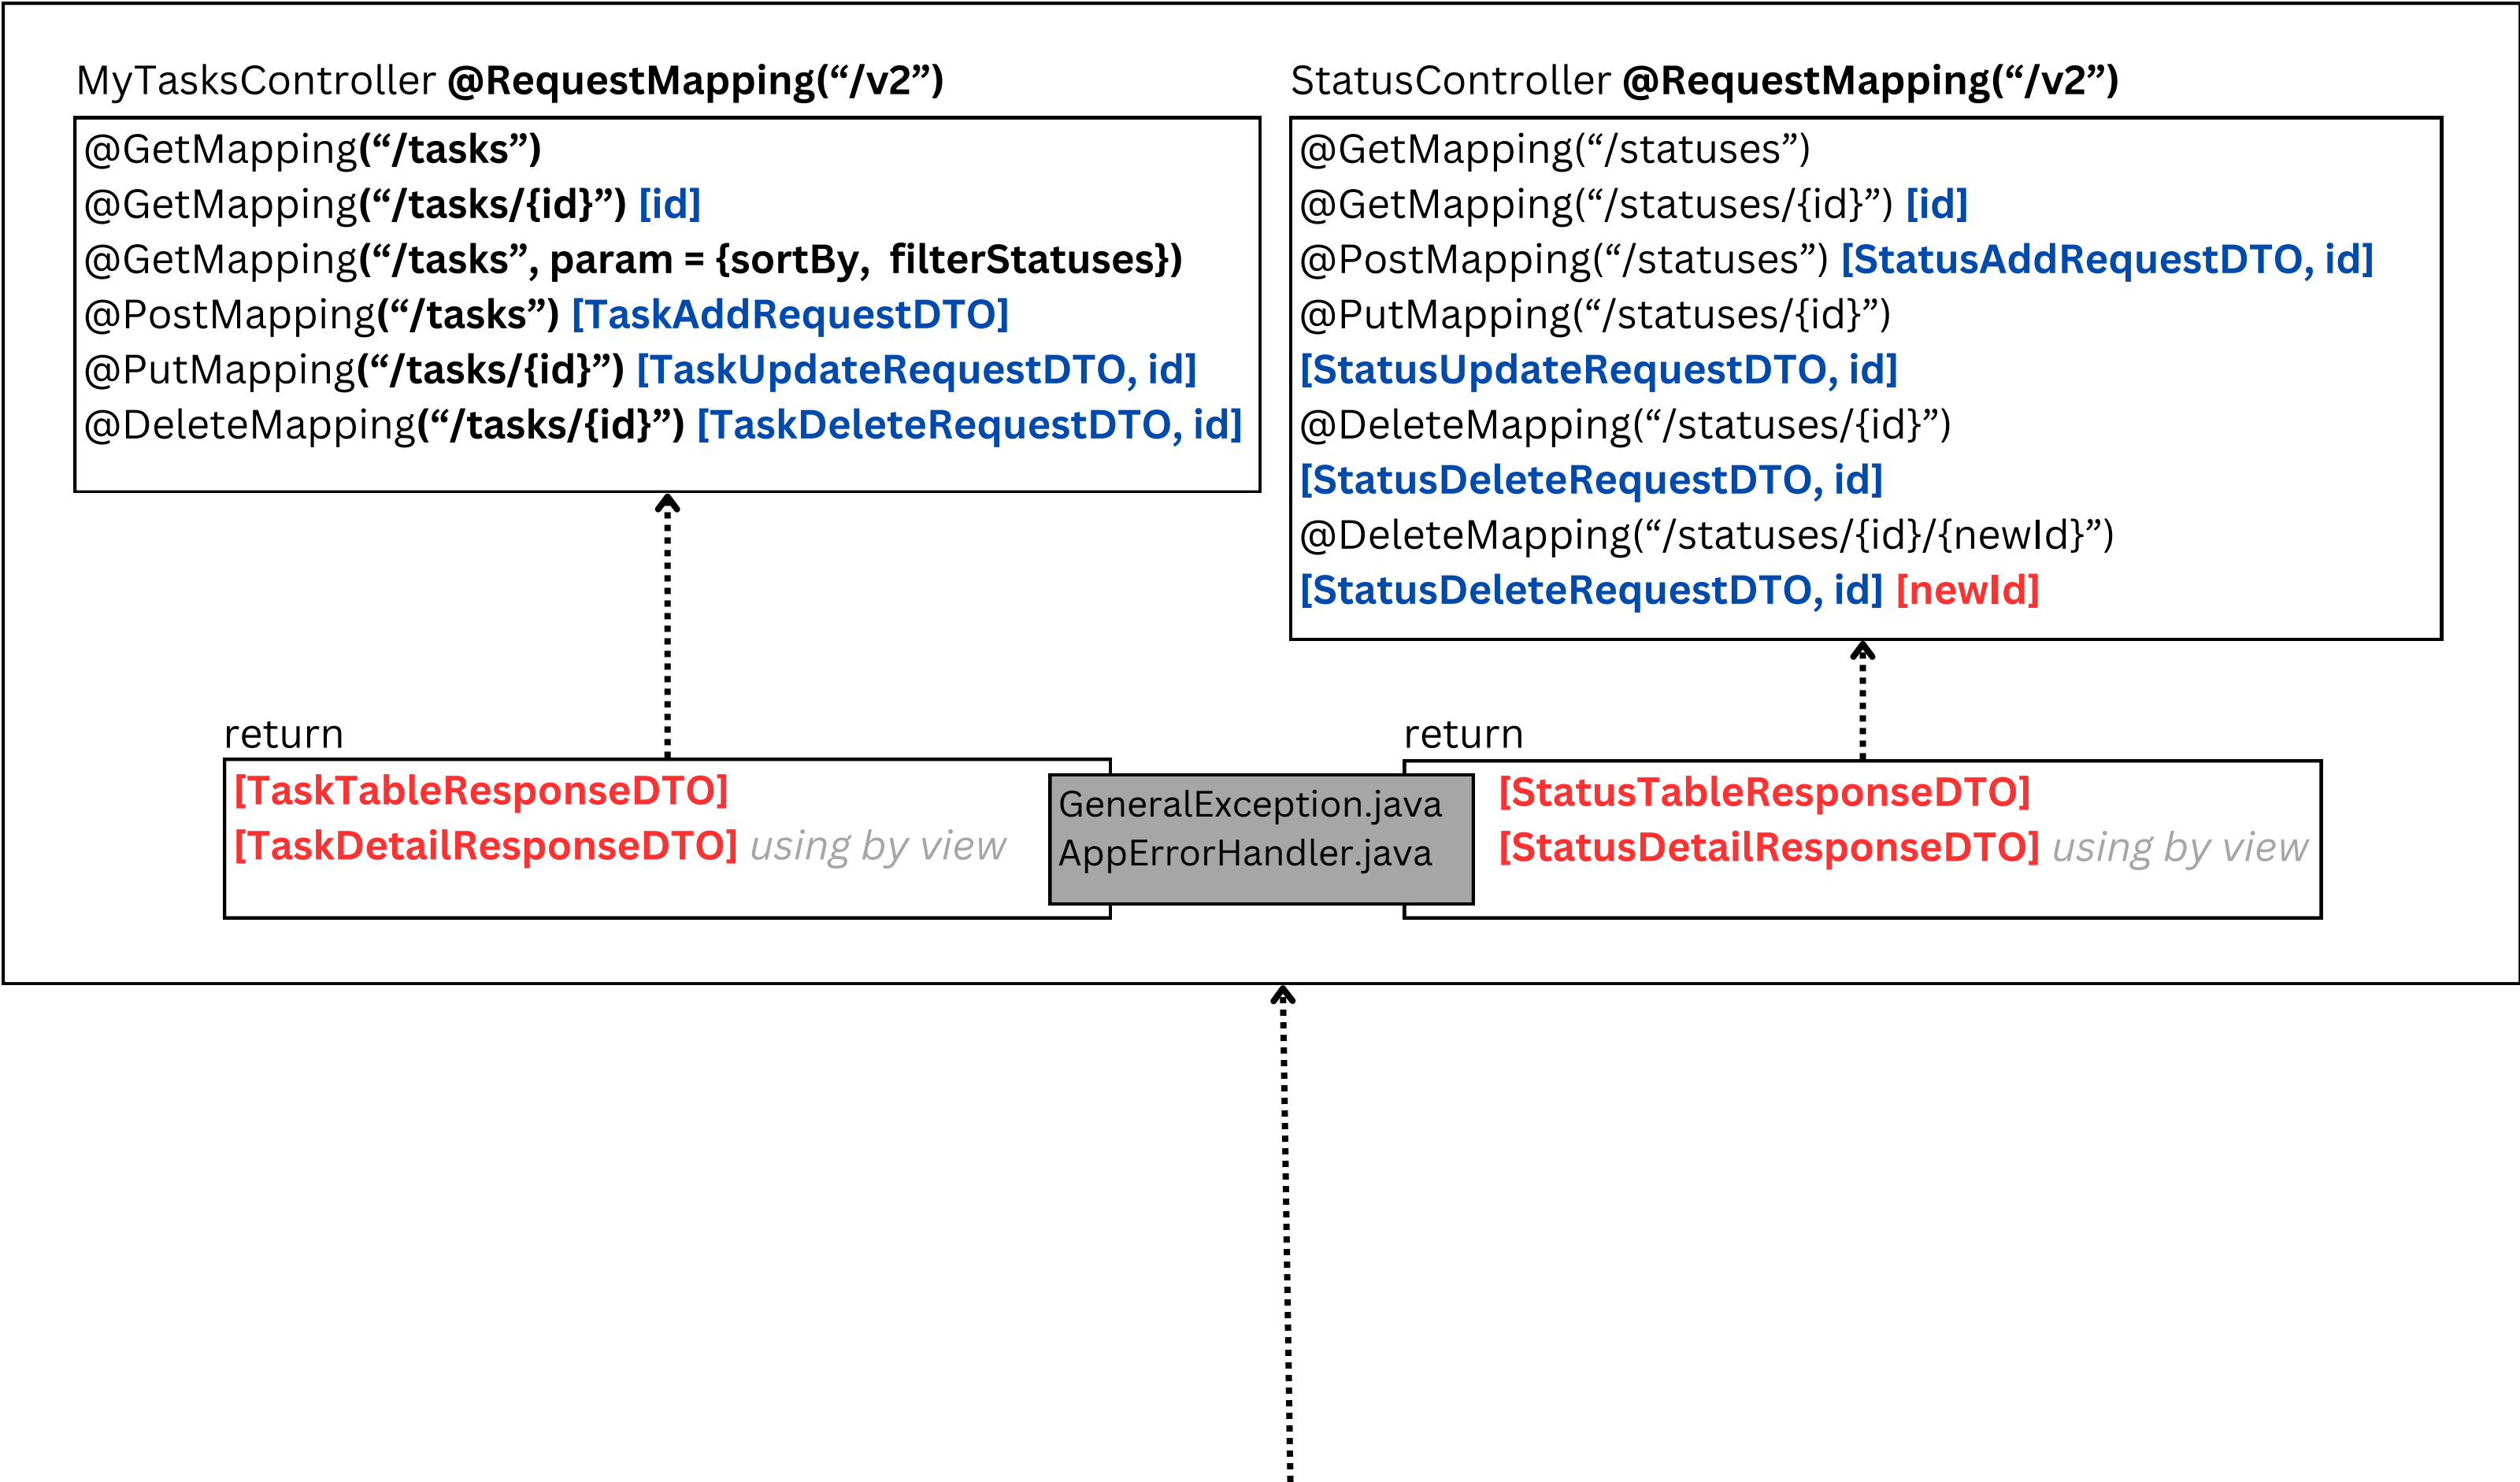 MyTasksController @RequestMapping(“/v2”)
@GetMapping(“/tasks”)
@GetMapping(“/tasks/{id}”) [id]
@GetMapping(“/tasks”, param = {sortBy,  filterStatuses})
@PostMapping(“/tasks”) [TaskAddRequestDTO]
@PutMapping(“/tasks/{id}”) [TaskUpdateRequestDTO, id]
@DeleteMapping(“/tasks/{id}”) [TaskDeleteRequestDTO, id]
StatusController @RequestMapping(“/v2”)
@GetMapping(“/statuses”)
@GetMapping(“/statuses/{id}”) [id]
@PostMapping(“/statuses”) [StatusAddRequestDTO, id]
@PutMapping(“/statuses/{id}”)
[StatusUpdateRequestDTO, id]
@DeleteMapping(“/statuses/{id}”)
[StatusDeleteRequestDTO, id]
@DeleteMapping(“/statuses/{id}/{newId}”)
[StatusDeleteRequestDTO, id] [newId]
return
[TaskTableResponseDTO]
[TaskDetailResponseDTO] using by view
GeneralException.java
AppErrorHandler.java
return
[StatusTableResponseDTO]
[StatusDetailResponseDTO] using by view